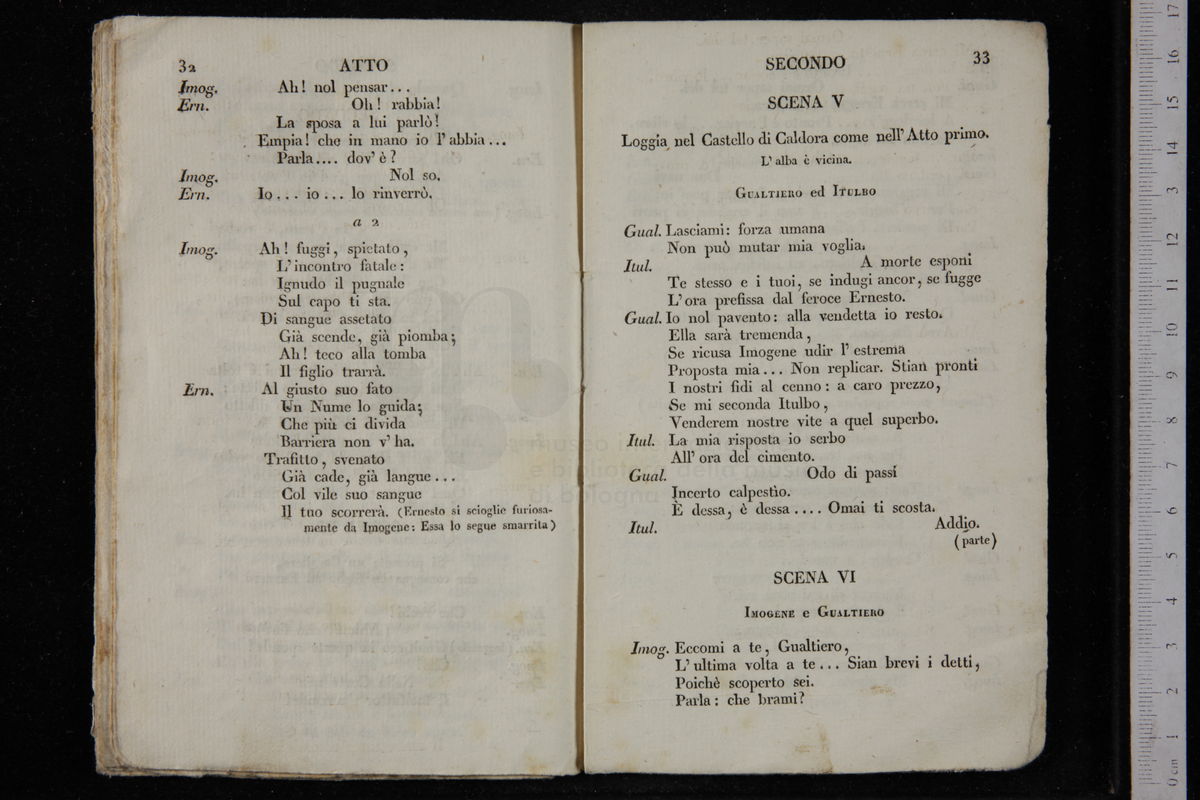 32 ATTO
Imog. Ah! nol pensar...
Ern. Oh! rabbia!
La sposa a lui parlò!
Empia! che in mano io l'abbia...
Parla.... dov'è?
Imog. Nol so.
Ern. Io... io... lo rinverrò.
a 2
Imog. Ah! fuggi, spietato,
L'incontro fatale:
Ignudo il pugnale
Sul capo ti sta.
Di sangue assetato
Già scende, già piomba;
Ah! teco alla tomba
Il figlio trarrà.
Ern. Al giusto suo fato
Un Nume lo guida;
Che più ci divida
Barriera non v'ha.
Trafitto, svenato
Già cade, già langue...
Col vile suo sangue
Il tuo scorrerà. (Ernesto si scioglie furiosa-
mente da Imogene: Essa lo segue smarrita)
SECONDO 33
SCENA V
Loggia nel Castello di Caldora come nell'Atto primo.
L'alba è vicina.
GUALTIERO ed ITULBO
Gual. Lasciami: forza umana
Non può mutar mia voglia.
Itul. A morte esponi
Te stesso e i tuoi, se indugi ancor, se fugge
L'ora prefissa dal feroce Ernesto.
Gual. Io nol pavento: alla vendetta io resto.
Ella sarà tremenda,
Se ricusa Imogene udir l'estrema
Proposta mia... Non replicar. Stian pronti
I nostri fidi al cenno: a caro prezzo,
Se mi seconda Itulbo,
Venderem nostre vite a quel superbo.
Itul. La mia risposta io serbo
All'ora del cimento.
Gual. Odo di passi
Incerto calpestìo.
È dessa, è dessa.... Omai ti scosta.
Itul. Addio.
(parte)
SCENA VI
IMOGENE e GUALTIERO
Imog. Eccomi a te, Gualtiero,
L'ultima volta a te... Sian brevi i detti,
Poichè scoperto sei.
Parla: che brami?